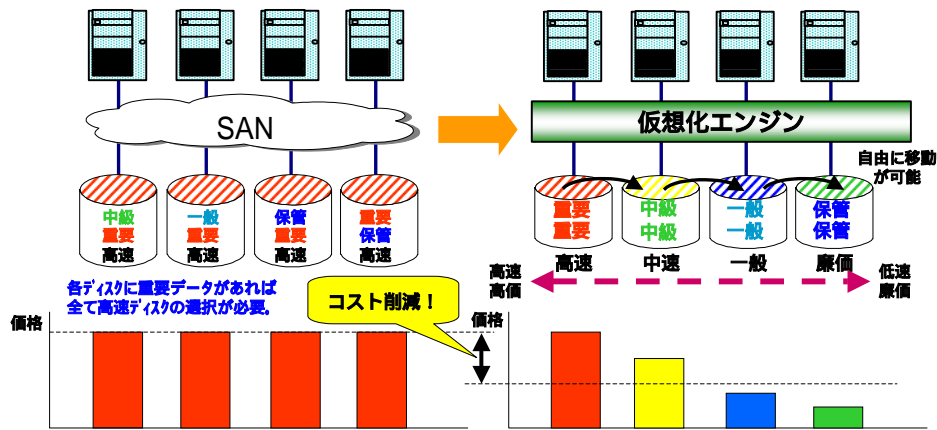 SAN
仮想化エンジン
自由に移動
が可能
中級
重要
高速
一般
重要
高速
保管
重要
高速
重要
保管
高速
重要
重要
高速
中級
中級
中速
一般
一般
一般
保管
保管
廉価
各ディスクに重要データがあれば
全て高速ディスクの選択が必要。
コスト削減！
高速
高価
低速
廉価
価格
価格